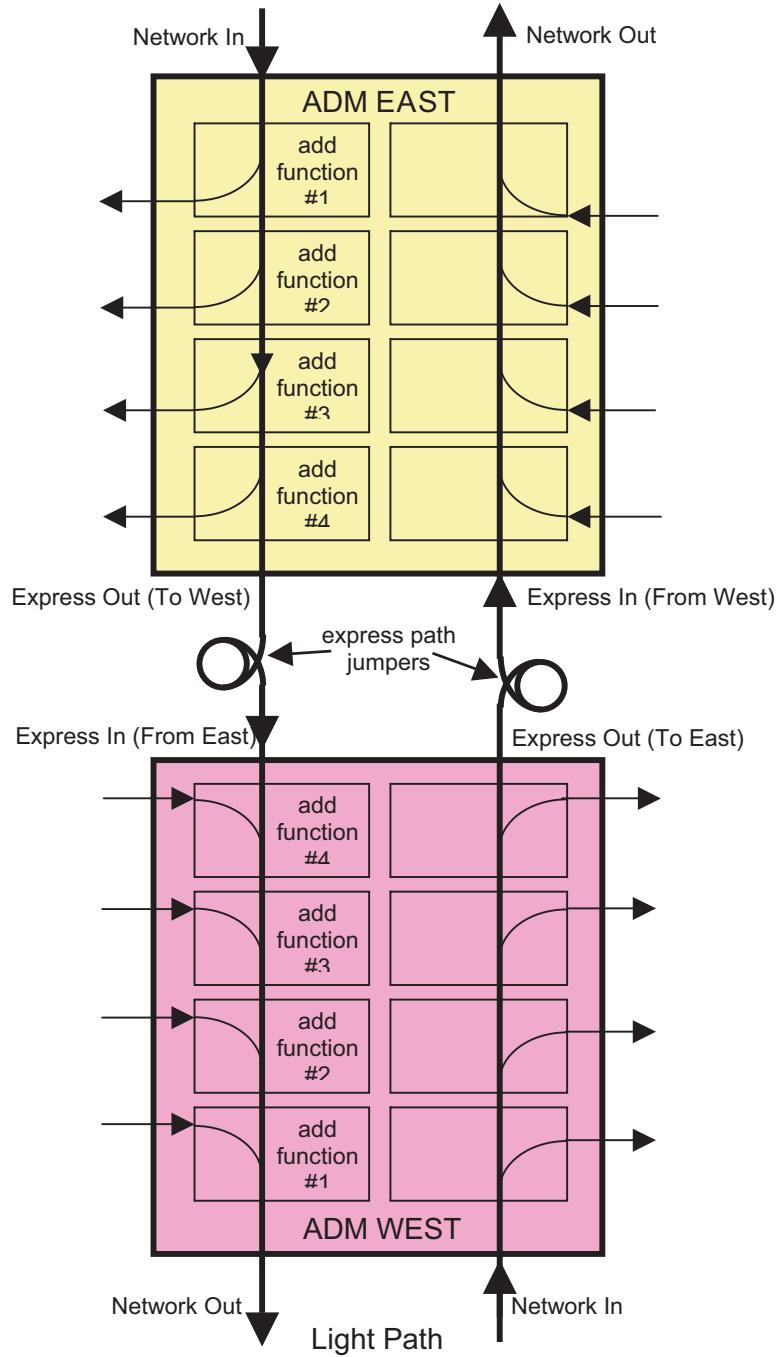 Network In
Network Out
ADM EAST
add
function
#1
add
function
#2
add
function
#3
add
function
#4
Express Out (To West)
Express In (From West)
express path
jumpers
Express In (From East)
Express Out (To East)
add
function
#4
add
function
#3
add
function
#2
add
function
#1
ADM WEST
Network Out
Network In
Light Path